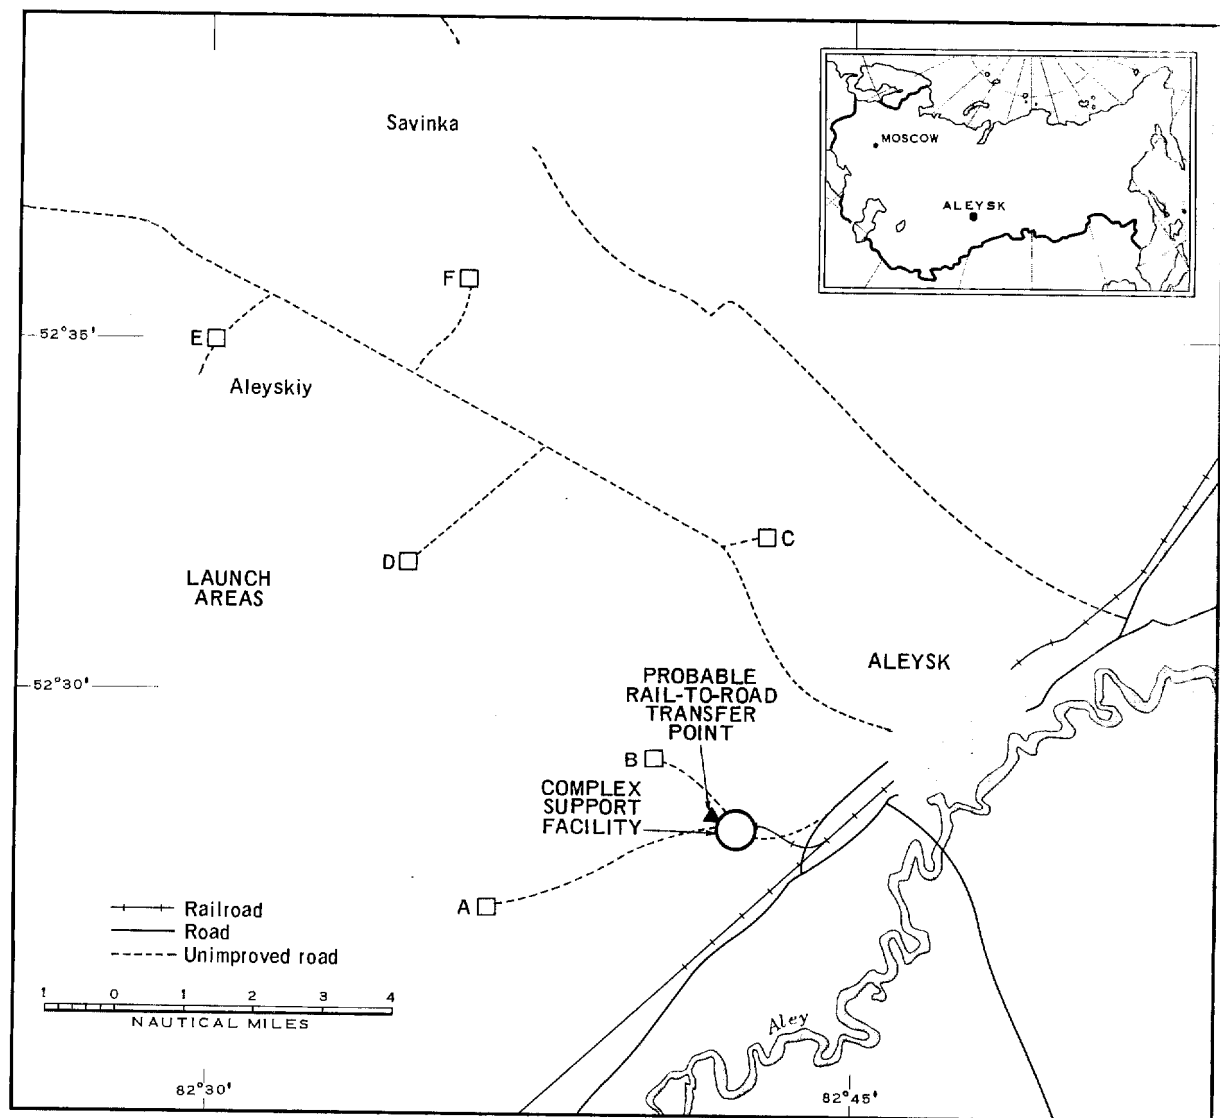 Savinka
MOSCOW
ALEYSK
F
52°35'
E
Aleyskiy
C
D
LAUNCH
AREAS
ALEYSK
52°30'
PROBABLE
RAIL-TO-ROAD
TRANSFER
POINT
B
COMPLEX
SUPPORT
FACILITY
A
Railroad
Road
Unimproved road
1 0 1 2 3 4
NAUTICAL MILES
Aley
82°30'
82°45'